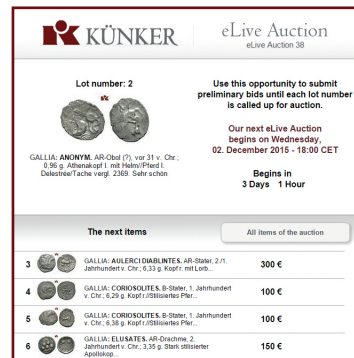 KÜNKER
eLive Auction
eLive Auction 38
Lot number: 2
GALLIA: ANONYM. AR-Obol (?), vor 31 v. Chr.;
0,96 g. Athenakopf l. mit Helm//Pferd l.
Delestrée/Tache vergl. 2369. Sehr schön
Use this opportunity to submit
preliminary bids until each lot number
is called up for auction.
Our next eLive Auction
begins on Wednesday,
02. December 2015 - 18:00 CET
Begins in
3 Days 1 Hour
The next items
All items of the auction
3
GALLIA: AULERCI DIABLINTES. AR-Stater, 2./1.
Jahrhundert v. Chr.; 6,33 g. Kopf r. mit Lorb...
300 €
4
GALLIA: CORIOSOLITES. B-Stater, 1. Jahrhundert
v. Chr.; 6,29 g. Kopf r.//Stilisiertes Pfer...
100 €
5
GALLIA: CORIOSOLITES. B-Stater, 1. Jahrhundert
v. Chr.; 6,38 g. Kopf r.//Stilisiertes Pfer...
100 €
6
GALLIA: ELUSATES. AR-Drachme, 2.
Jahrhundert v. Chr.; 3,35 g. Stark stilisierter
Apollokop...
150 €